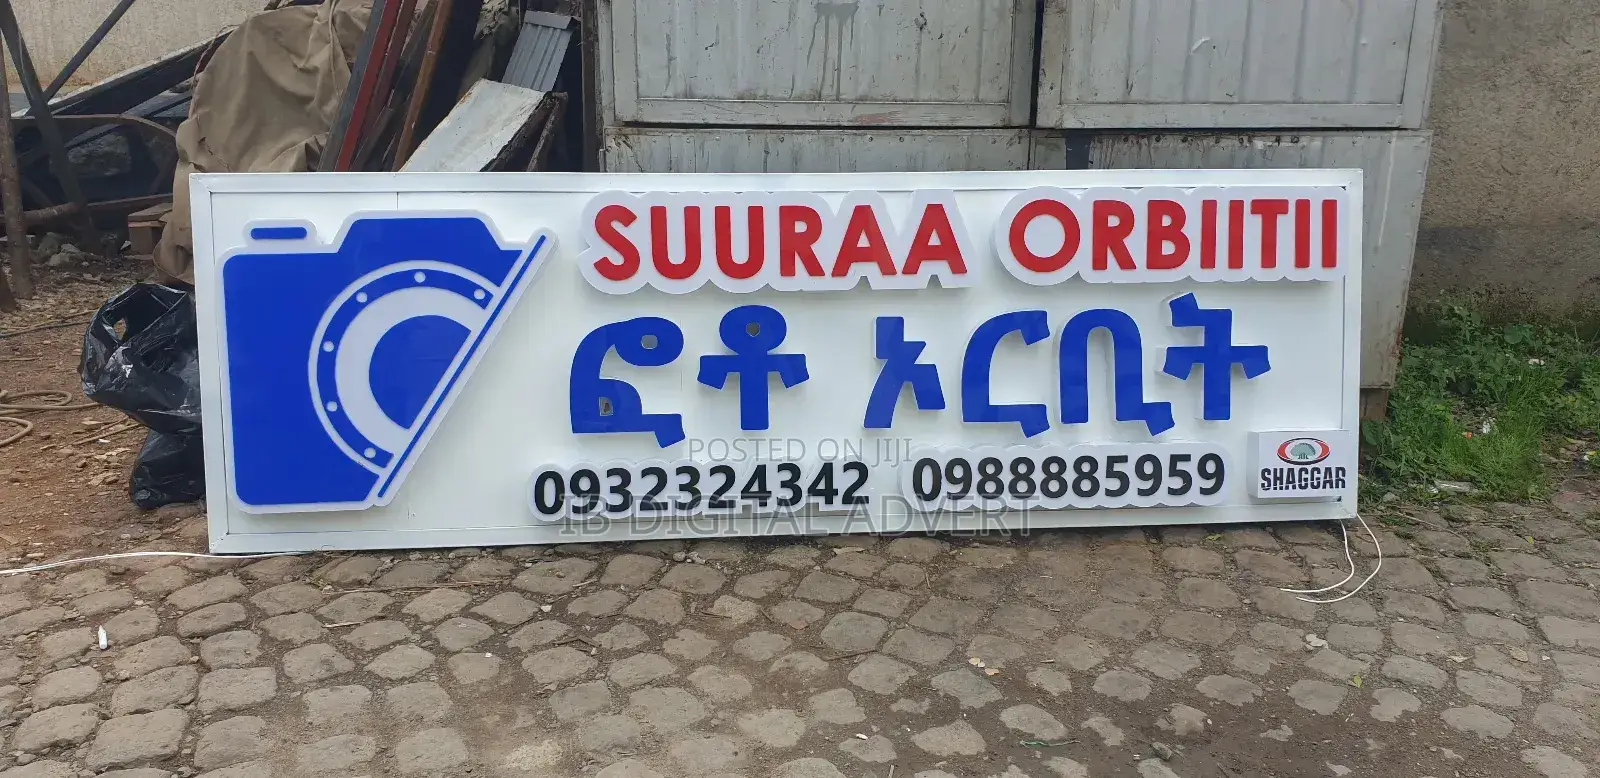 SUURAA ORBIITII
ፎቶ ኦርቢት
0932324342 0988885959
SHAGGAR
POSTED ON JIJI
IB DIGITAL ADVERT